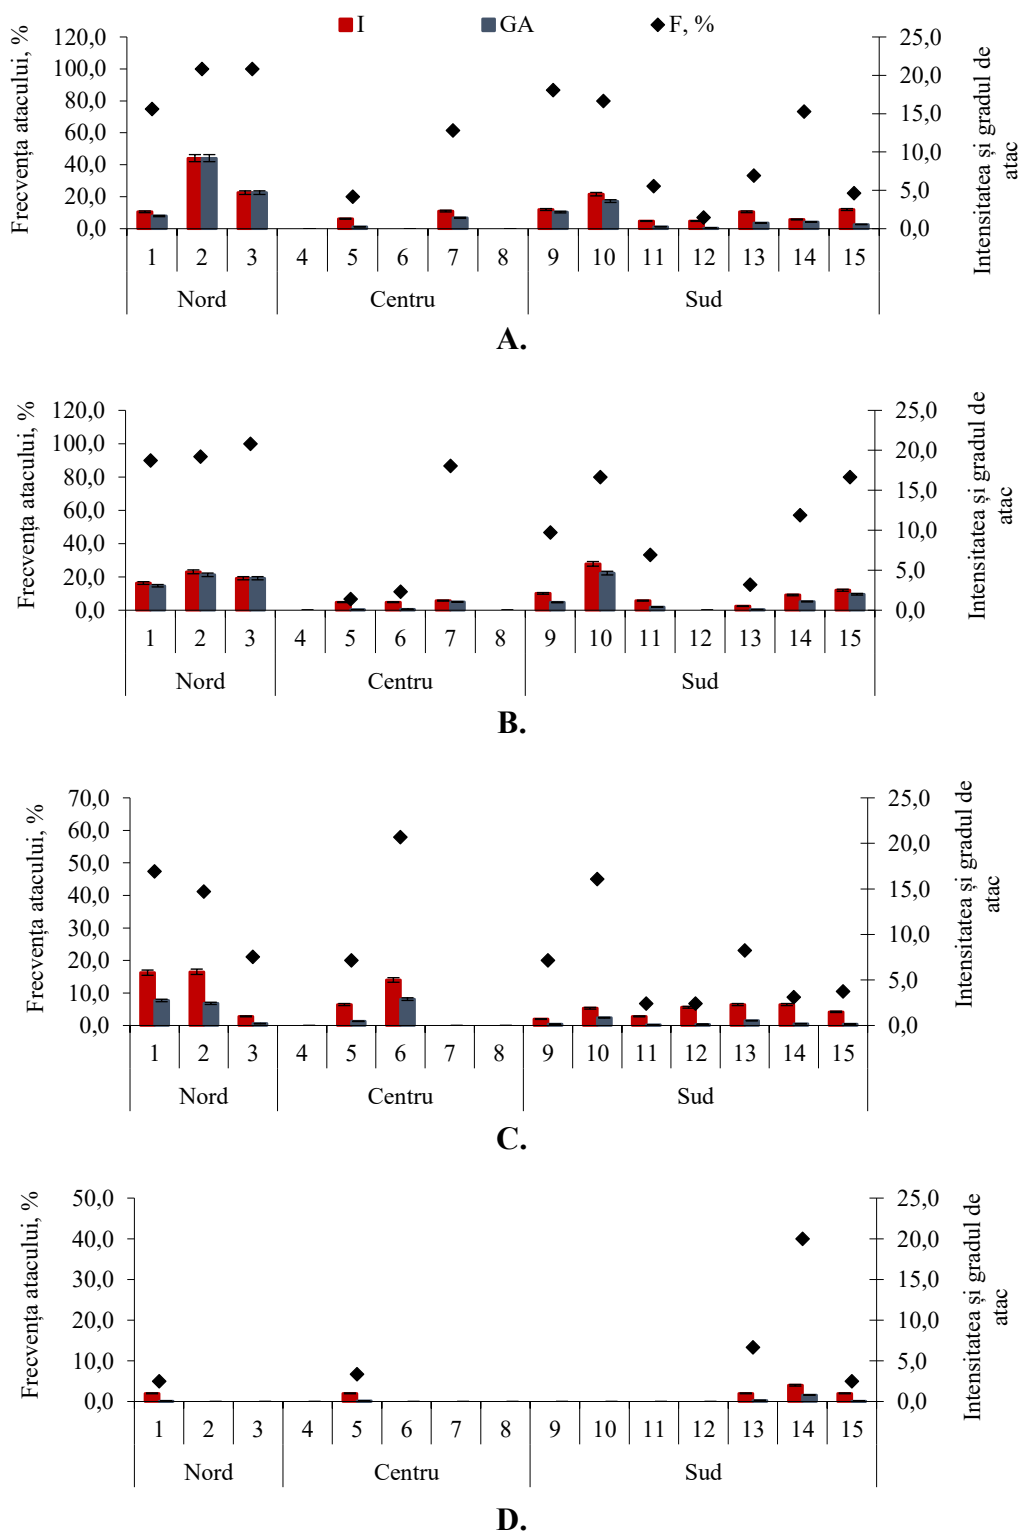 I GA F, %
Frecvența atacului, %
120,0
100,0
80,0
60,0
40,0
20,0
0,0
25,0
20,0
15,0
10,0
5,0
0,0
Intensitatea și gradul de
atac
1 2 3 4 5 6 7 8 9 10 11 12 13 14 15
Nord Centru Sud
A.
Frecvența atacului, %
120,0
100,0
80,0
60,0
40,0
20,0
0,0
25,0
20,0
15,0
10,0
5,0
0,0
Intensitatea și gradul de
atac
1 2 3 4 5 6 7 8 9 10 11 12 13 14 15
Nord Centru Sud
B.
Frecvența atacului, %
70,0
60,0
50,0
40,0
30,0
20,0
10,0
0,0
25,0
20,0
15,0
10,0
5,0
0,0
Intensitatea și gradul de
atac
1 2 3 4 5 6 7 8 9 10 11 12 13 14 15
Nord Centru Sud
C.
Frecvența atacului, %
50,0
40,0
30,0
20,0
10,0
0,0
25,0
20,0
15,0
10,0
5,0
0,0
Intensitatea și gradul de
atac
1 2 3 4 5 6 7 8 9 10 11 12 13 14 15
Nord Centru Sud
D.